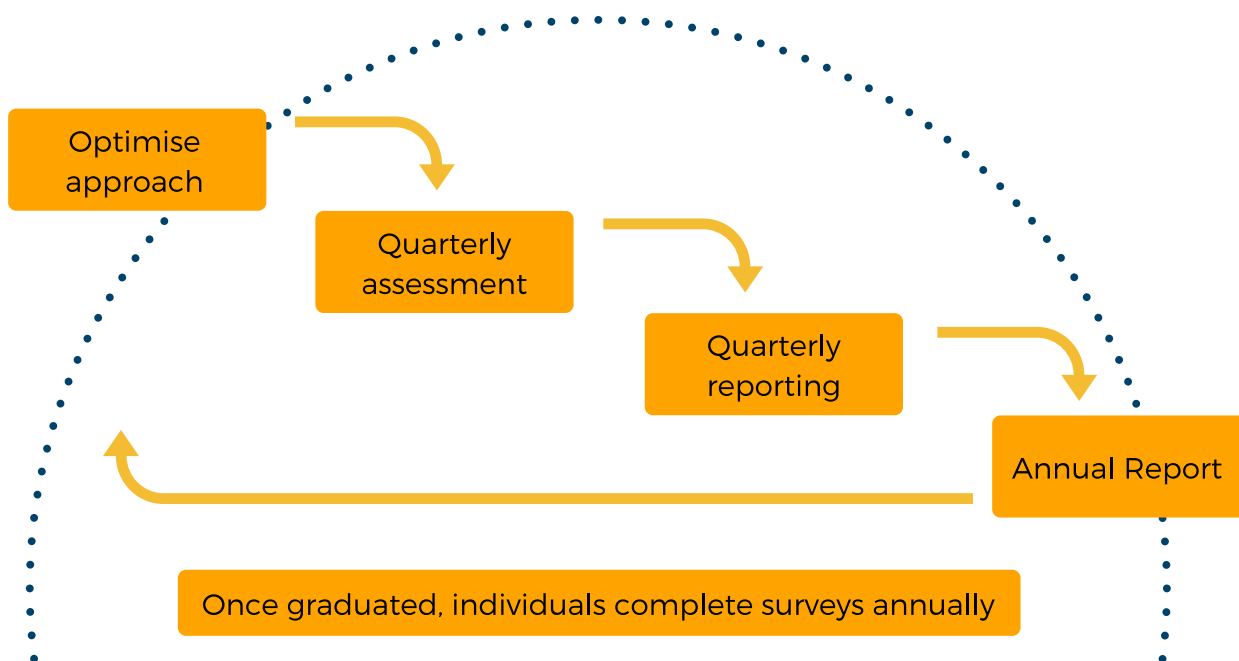 Optimise
approach
Quarterly
assessment
Quarterly
reporting
Annual Report
Once graduated, individuals complete surveys annually